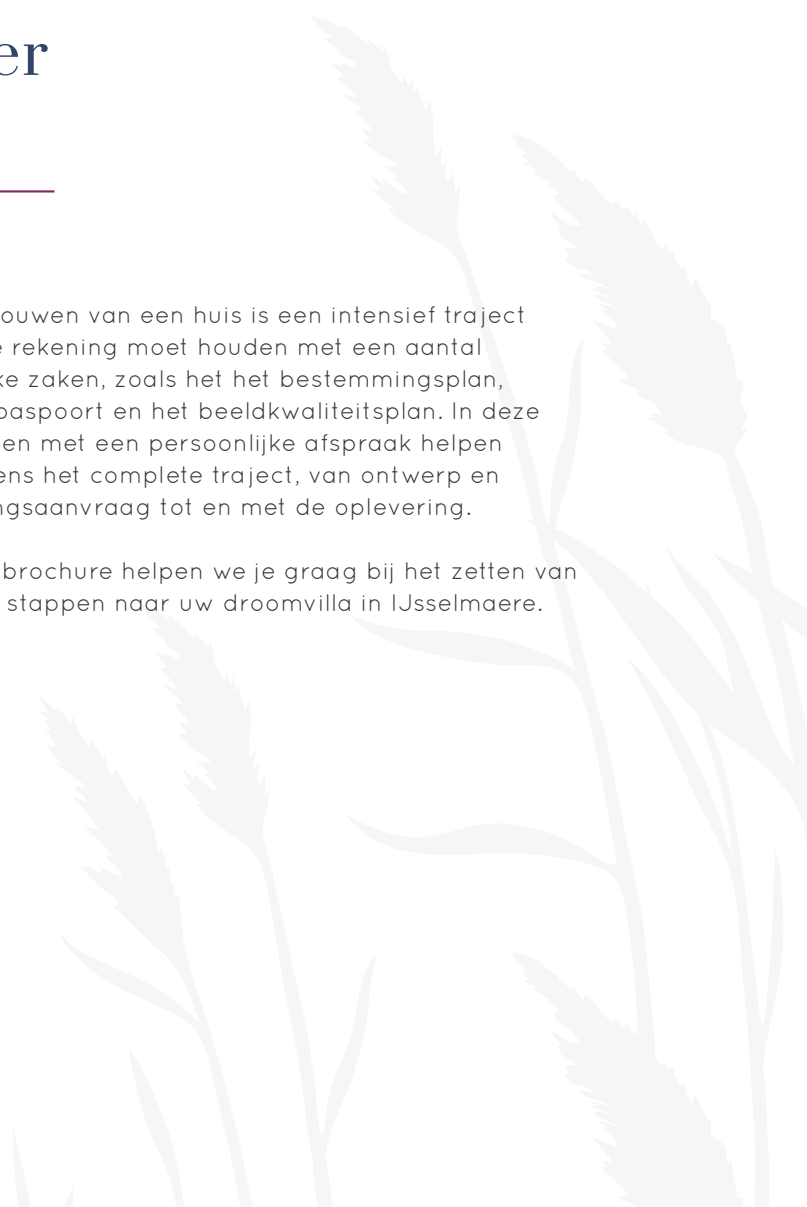 er
ouwen van een huis is een intensief traject
e rekening moet houden met een aantal
ke zaken, zoals het het bestemmingsplan,
paspoort en het beeldkwaliteitsplan. In deze
en met een persoonlijke afspraak helpen
ens het complete traject, van ontwerp en
ngsaanvraag tot en met de oplevering.
brochure helpen we je graag bij het zetten van
stappen naar uw droomvilla in IJsselmaere.